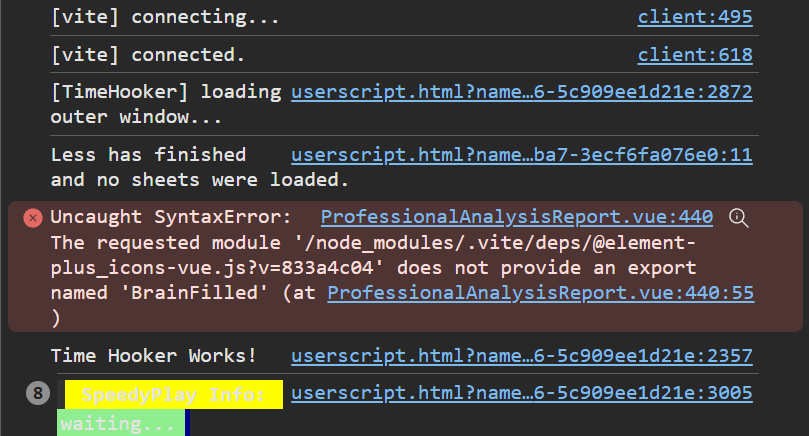 [vite] connecting... client:495
[vite] connected. client:618
[TimeHooker] loading userscript.html?name…6-5c909ee1d21e:2872
outer window...
Less has finished userscript.html?name…ba7-3ecf6fa076e0:11
and no sheets were loaded.
Uncaught SyntaxError: ProfessionalAnalysisReport.vue:440
The requested module '/node_modules/.vite/deps/@element-
plus_icons-vue.js?v=833a4c04' does not provide an export
named 'BrainFilled' (at ProfessionalAnalysisReport.vue:440:55
)
Time Hooker Works! userscript.html?name…6-5c909ee1d21e:2357
8 SpeedyPlay Info: userscript.html?name…6-5c909ee1d21e:3005
waiting...